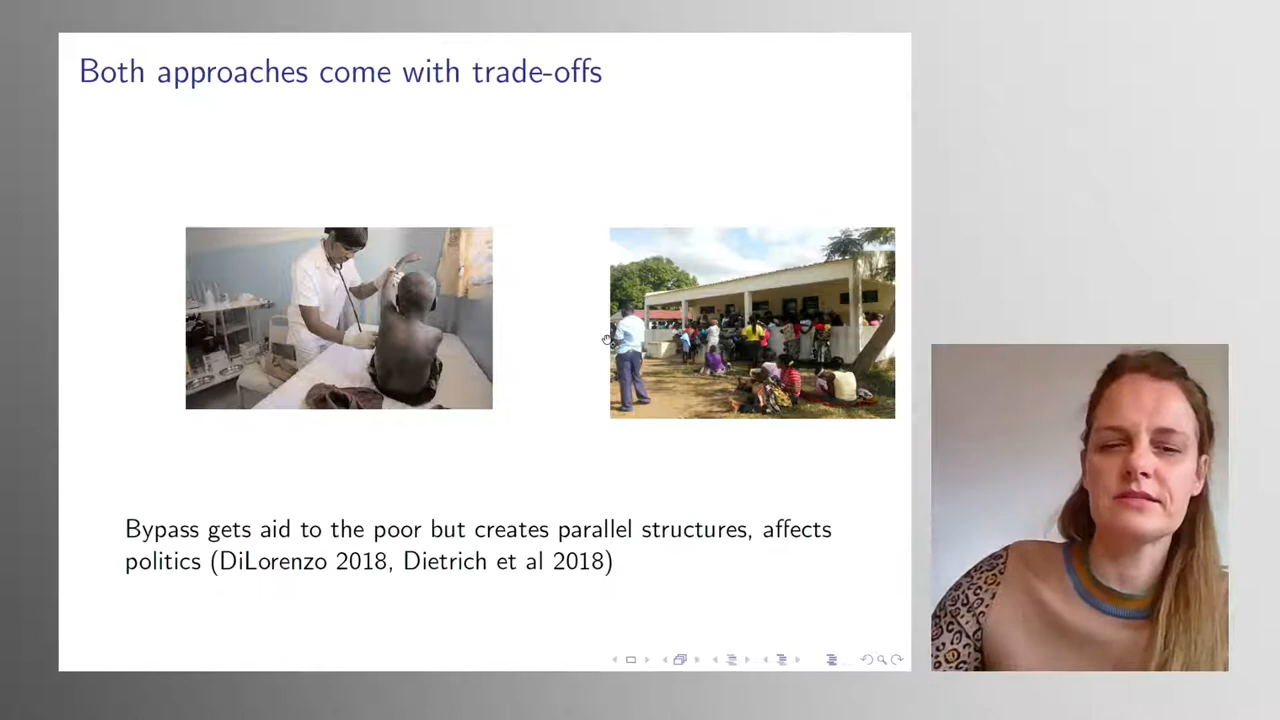 Both approaches come with trade-offs
Bypass gets aid to the poor but creates parallel structures, affects
politics (DiLorenzo 2018, Dietrich et al 2018)